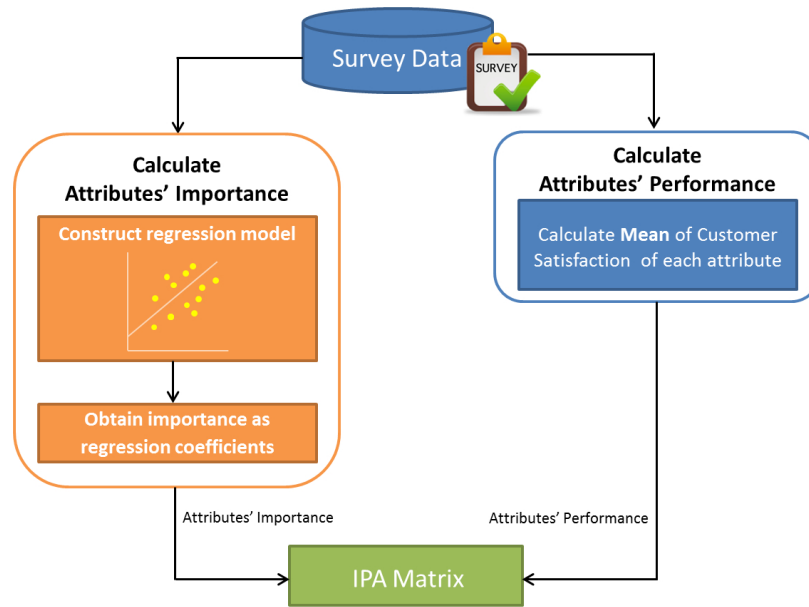 Survey Data
SURVEY
Calculate
Attributes' Importance
Construct regression model
Obtain importance as
regression coefficients
Calculate
Attributes' Performance
Calculate Mean of Customer
Satisfaction of each attribute
Attributes' Importance
Attributes' Performance
IPA Matrix